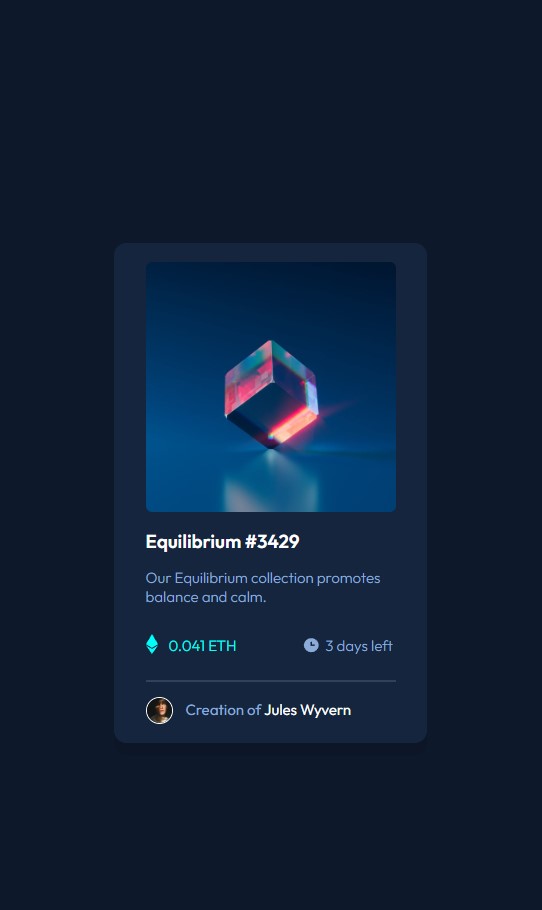 Equilibrium #3429
Our Equilibrium collection promotes
balance and calm.
0.041 ETH
3 days left
Creation of Jules Wyvern